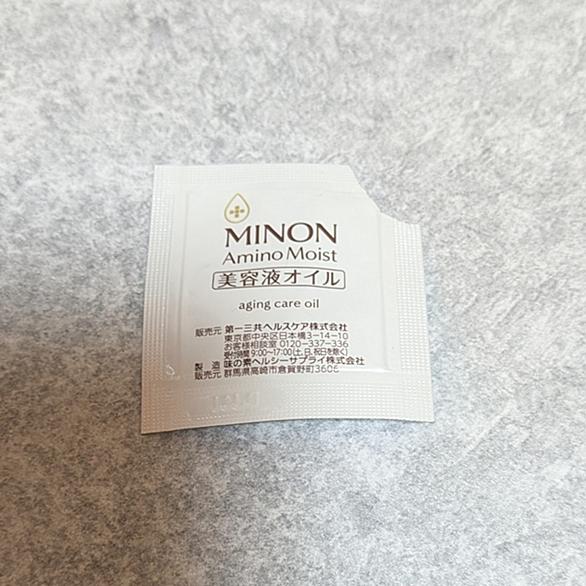 MINON
Amino Moist
美容液オイル
aging care oil
販売元 第一三共ヘルスケア株式会社
東京都中央区日本橋3-14-10
お客様相談室 0120-337-336
受付時間 9:00~17:00(土、日、祝日を除く)
製造 味の素ヘルシーサプライ株式会社
販売元 群馬県高崎市倉賀野町3606